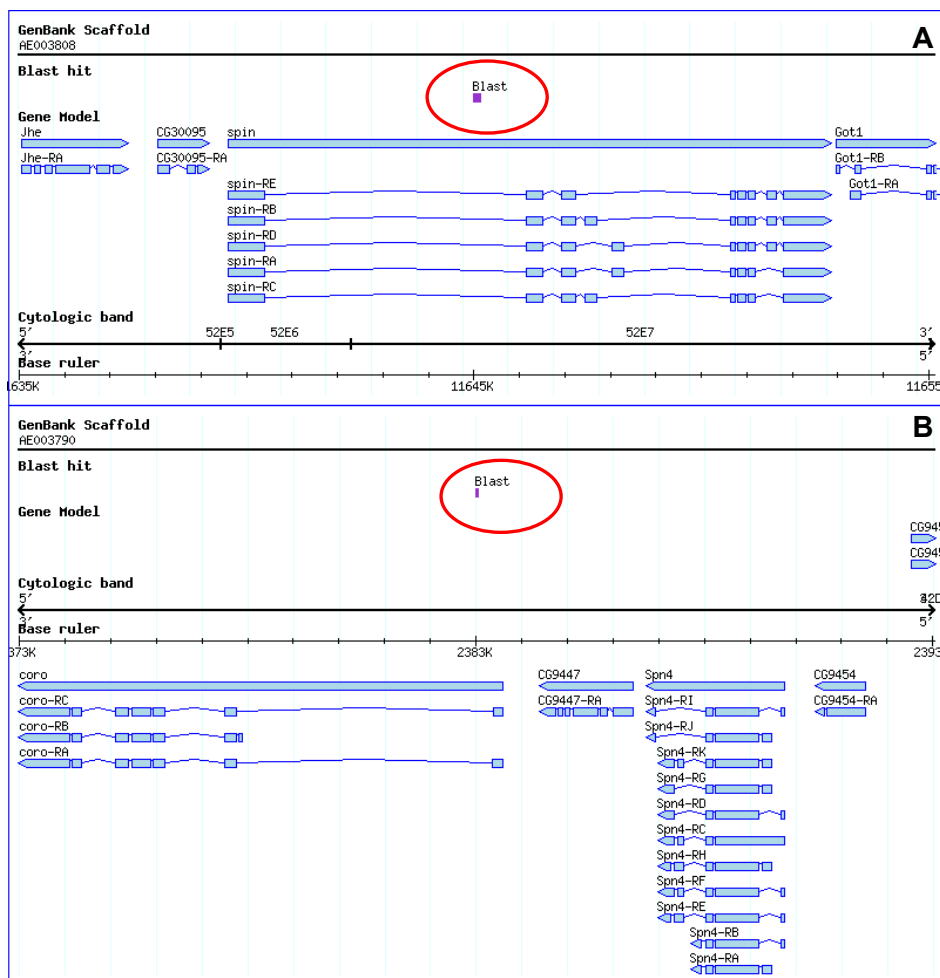 GenBank Scaffold
A
AE003808
Blast hit
Blast
Gene Model
Jhe CG30095 spin Got1
Jhe-RA CG30095-RA Got1-RB
spin-RE Got1-RA
spin-RB
spin-RD
spin-RA
spin-RC
Cytologic band
5' 52E5 52E6 52E7 3'
3' 5'
Base ruler
1635K 11645K 11655
GenBank Scaffold
B
AE003790
Blast hit
Blast
Gene Model
CG945
CG945
Cytologic band
5'
3' 5'
Base ruler
373K 2383K 2393
coro CG9447 Spn4 CG9454
coro-RC CG9447-RA Spn4-RI CG9454-RA
coro-RB Spn4-RJ
coro-RA Spn4-RK
Spn4-RG
Spn4-RD
Spn4-RC
Spn4-RH
Spn4-RF
Spn4-RE
Spn4-RB
Spn4-RA